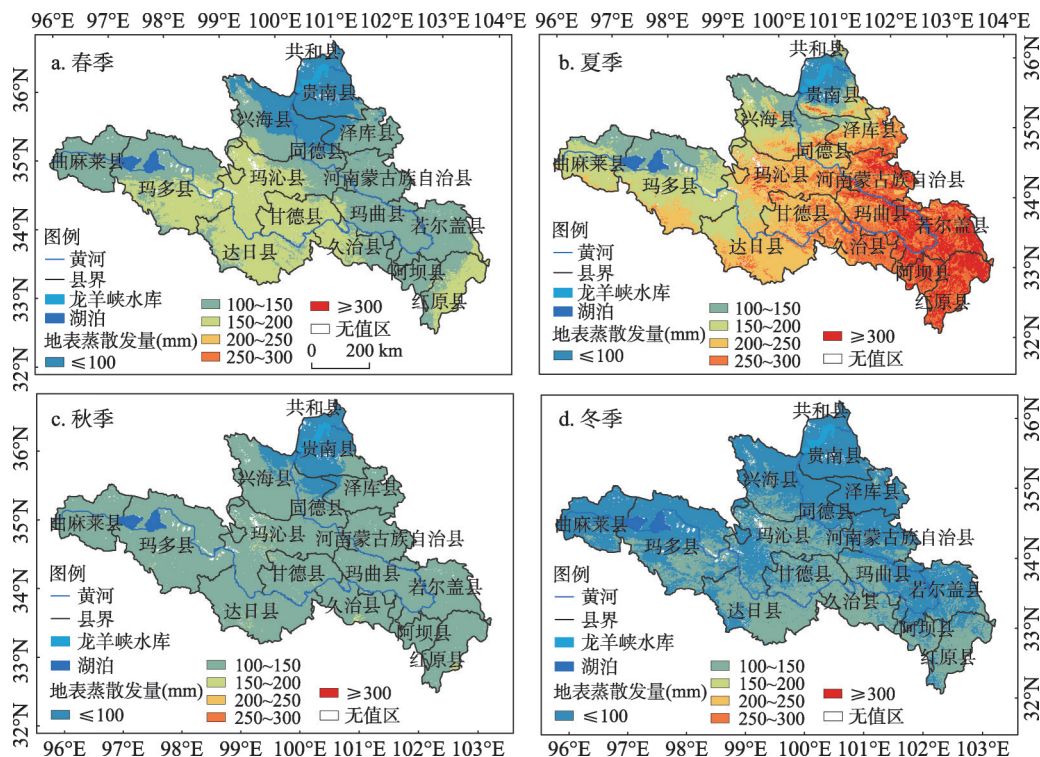 96°E 97°E 98°E 99°E 100°E 101°E 102°E 103°E 104°E
96°E 97°E 98°E 99°E 100°E 101°E 102°E 103°E 104°E
a. 春季
36°N
35°N
34°N
33°N
32°N
共和县
贵南县
兴海县
泽库县
同德县
曲麻莱县
玛多县
玛沁县
河南蒙古族自治县
甘德县
玛曲县
若尔盖县
达日县
久治县
阿坝县
红原县
图例
黄河
县界
龙羊峡水库
湖泊
地表蒸散发量(mm)
≤100
100~150
150~200
200~250
250~300
≥300
无值区
0 200 km
b. 夏季
36°N
35°N
34°N
33°N
32°N
共和县
贵南县
兴海县
泽库县
同德县
曲麻莱县
玛多县
玛沁县
河南蒙古族自治县
甘德县
玛曲县
若尔盖县
达日县
久治县
阿坝县
红原县
图例
黄河
县界
龙羊峡水库
湖泊
地表蒸散发量(mm)
≤100
100~150
150~200
200~250
250~300
≥300
无值区
c. 秋季
36°N
35°N
34°N
33°N
32°N
共和县
贵南县
兴海县
泽库县
同德县
曲麻莱县
玛多县
玛沁县
河南蒙古族自治县
甘德县
玛曲县
若尔盖县
达日县
久治县
阿坝县
红原县
图例
黄河
县界
龙羊峡水库
湖泊
地表蒸散发量(mm)
≤100
100~150
150~200
200~250
250~300
≥300
无值区
d. 冬季
36°N
35°N
34°N
33°N
32°N
共和县
贵南县
兴海县
泽库县
同德县
曲麻莱县
玛多县
玛沁县
河南蒙古族自治县
甘德县
玛曲县
若尔盖县
达日县
久治县
阿坝县
红原县
图例
黄河
县界
龙羊峡水库
湖泊
地表蒸散发量(mm)
≤100
100~150
150~200
200~250
250~300
≥300
无值区
96°E 97°E 98°E 99°E 100°E 101°E 102°E 103°E
96°E 97°E 98°E 99°E 100°E 101°E 102°E 103°E